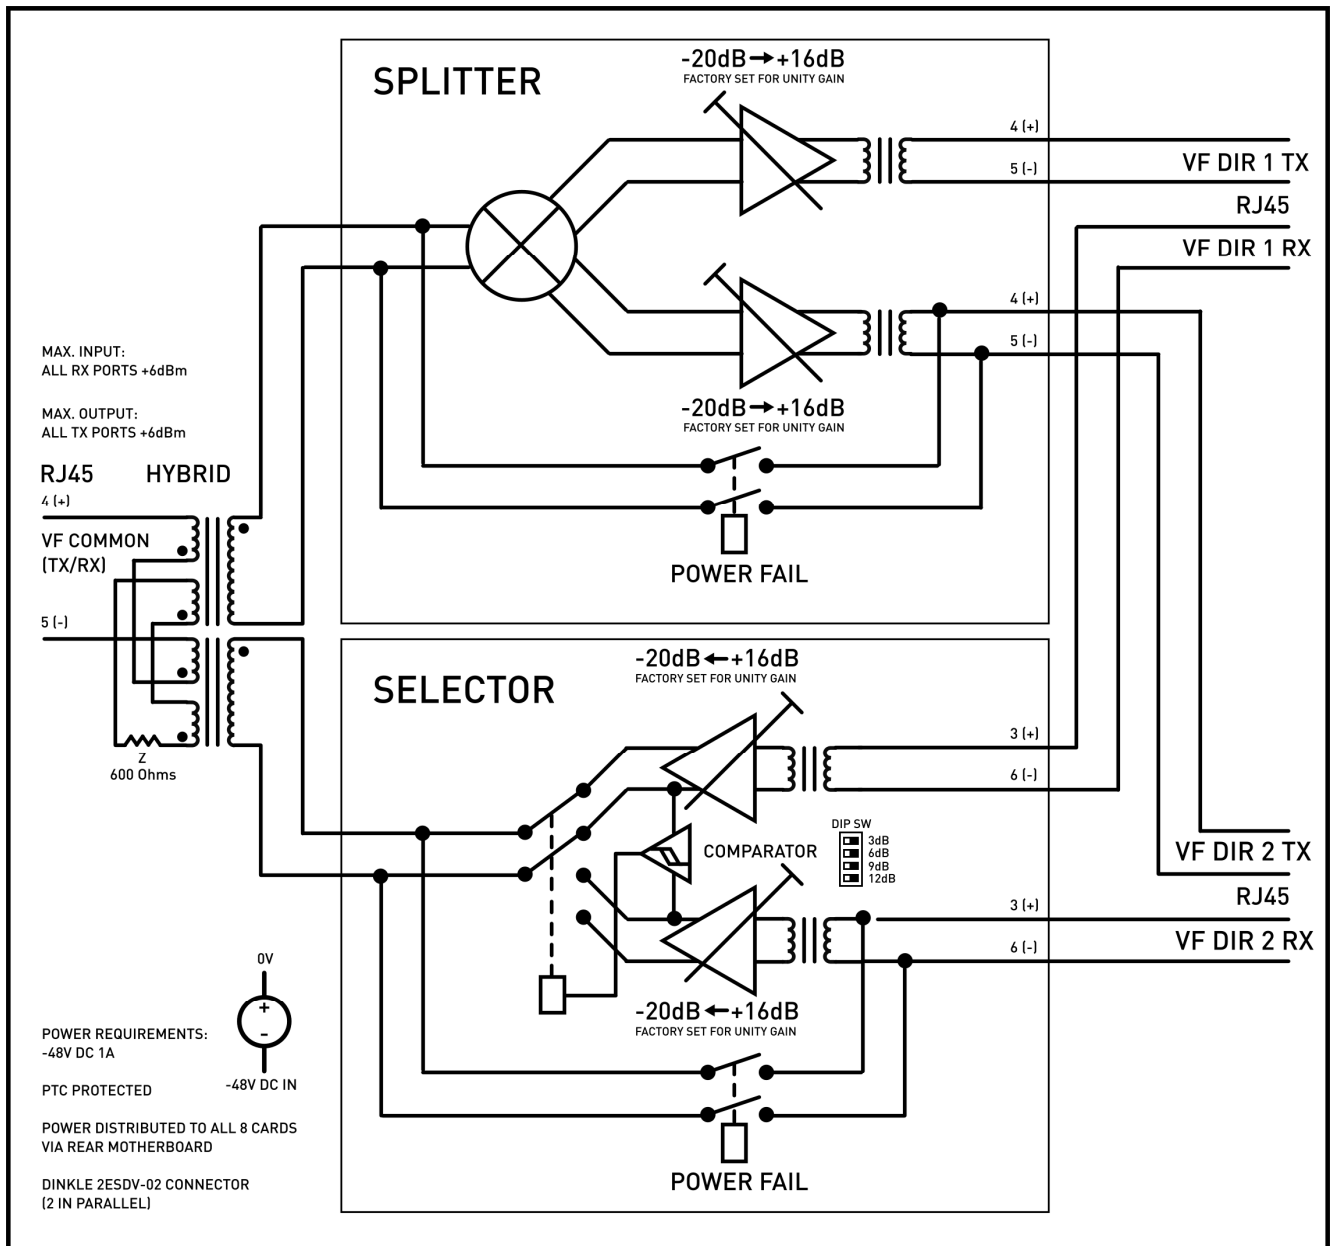 SPLITTER
-20dB→+16dB
FACTORY SET FOR UNITY GAIN
4 (+)
5 (-)
VF DIR 1 TX
RJ45
VF DIR 1 RX
4 (+)
5 (-)
-20dB→+16dB
FACTORY SET FOR UNITY GAIN
POWER FAIL
MAX. INPUT:
ALL RX PORTS +6dBm
MAX. OUTPUT:
ALL TX PORTS +6dBm
RJ45 HYBRID
4 (+)
VF COMMON
(TX/RX)
5 (-)
Z
600 Ohms
SELECTOR
-20dB←+16dB
FACTORY SET FOR UNITY GAIN
3 (+)
6 (-)
COMPARATOR
DIP SW
3dB
6dB
9dB
12dB
VF DIR 2 TX
RJ45
VF DIR 2 RX
3 (+)
6 (-)
-20dB←+16dB
FACTORY SET FOR UNITY GAIN
POWER FAIL
0V
+
-
-48V DC IN
POWER REQUIREMENTS:
-48V DC 1A
PTC PROTECTED
POWER DISTRIBUTED TO ALL 8 CARDS
VIA REAR MOTHERBOARD
DINKLE 2ESDV-02 CONNECTOR
(2 IN PARALLEL)